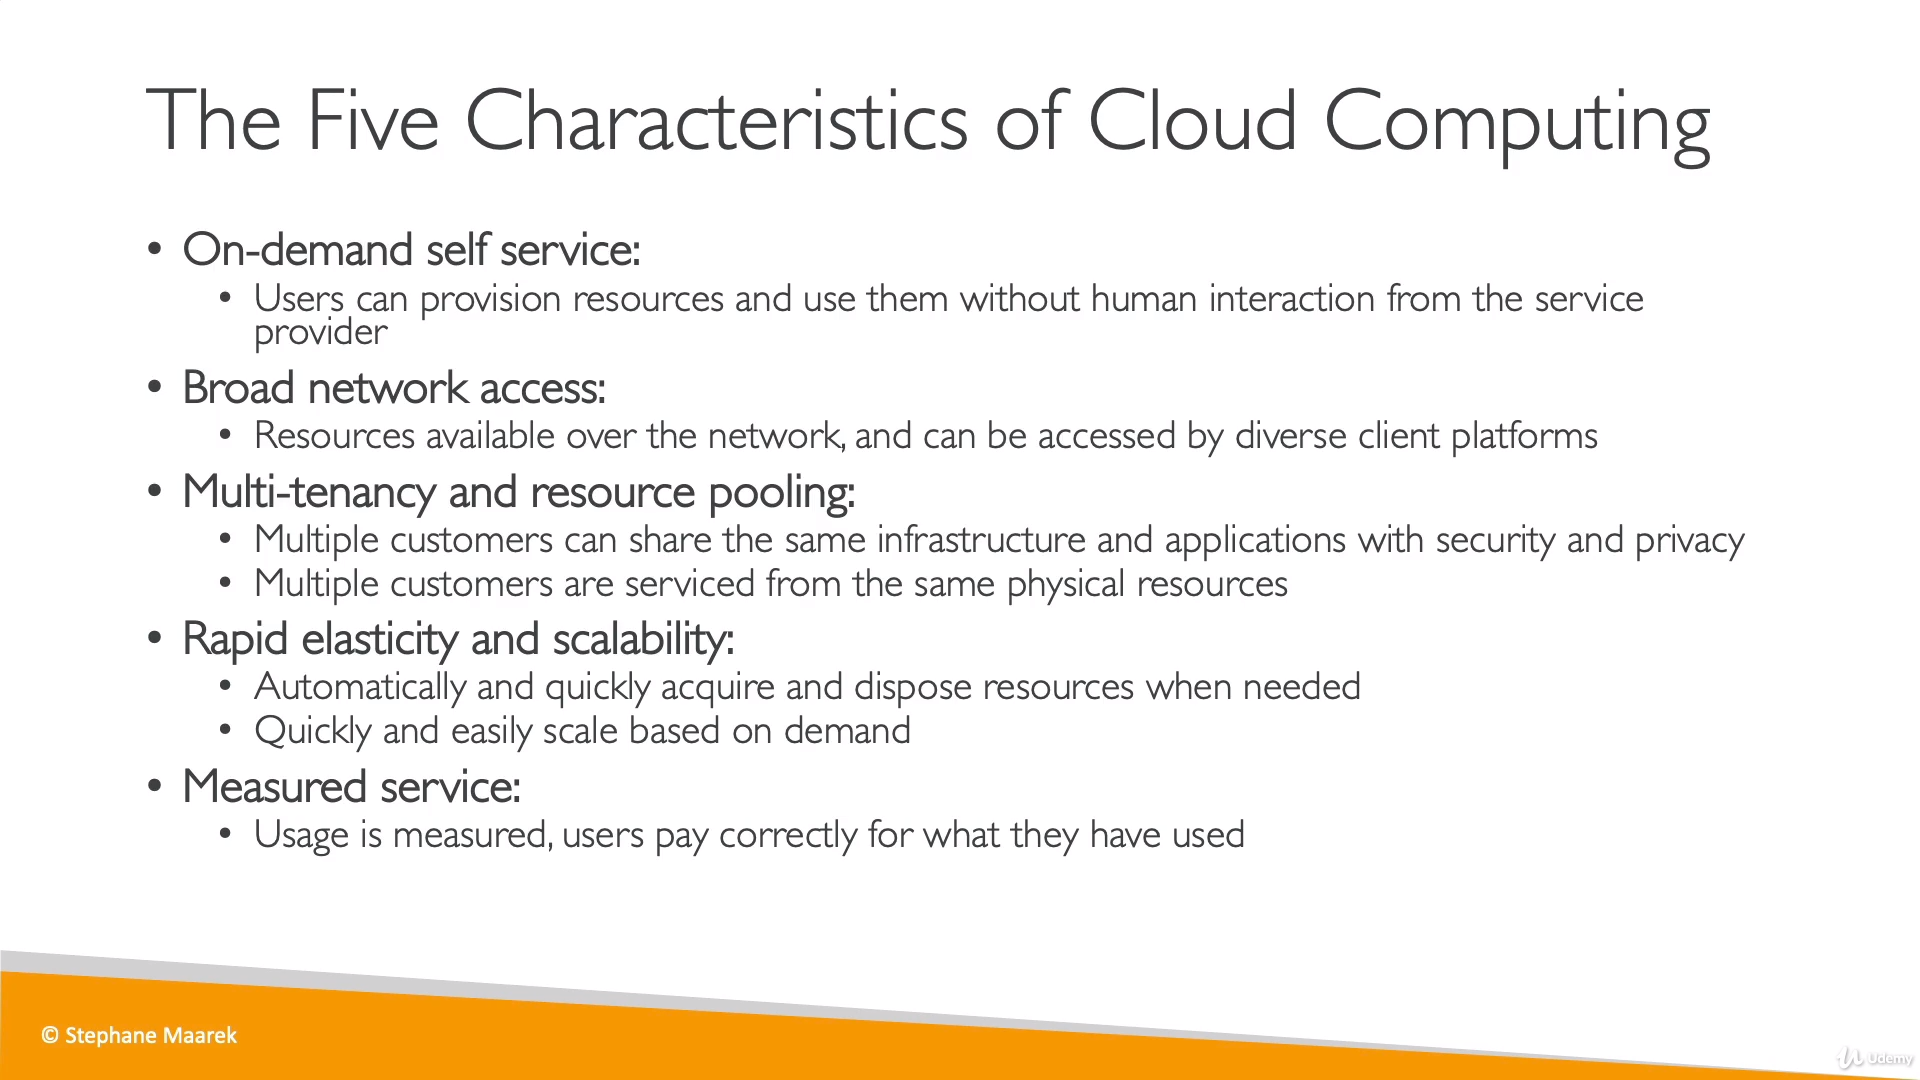 The Five Characteristics of Cloud Computing
• On-demand self service:
• Users can provision resources and use them without human interaction from the service
provider
• Broad network access:
• Resources available over the network, and can be accessed by diverse client platforms
• Multi-tenancy and resource pooling:
• Multiple customers can share the same infrastructure and applications with security and privacy
• Multiple customers are serviced from the same physical resources
• Rapid elasticity and scalability:
• Automatically and quickly acquire and dispose resources when needed
• Quickly and easily scale based on demand
• Measured service:
• Usage is measured, users pay correctly for what they have used
© Stephane Maarek
Udemy